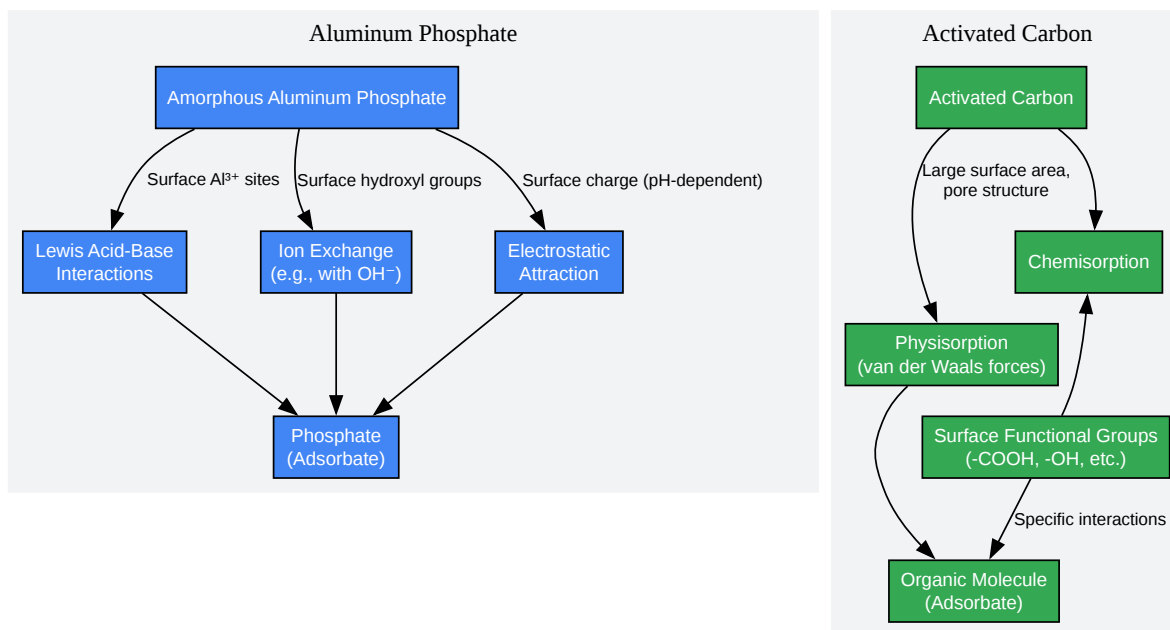 Aluminum Phosphate
Amorphous Aluminum Phosphate
Surface Al³⁺ sites
Surface hydroxyl groups
Surface charge (pH-dependent)
Lewis Acid-Base
Interactions
Ion Exchange
(e.g., with OH⁻)
Electrostatic
Attraction
Phosphate
(Adsorbate)
Activated Carbon
Activated Carbon
Large surface area,
pore structure
Chemisorption
Physisorption
(van der Waals forces)
Surface Functional Groups
(-COOH, -OH, etc.)
Specific interactions
Organic Molecule
(Adsorbate)